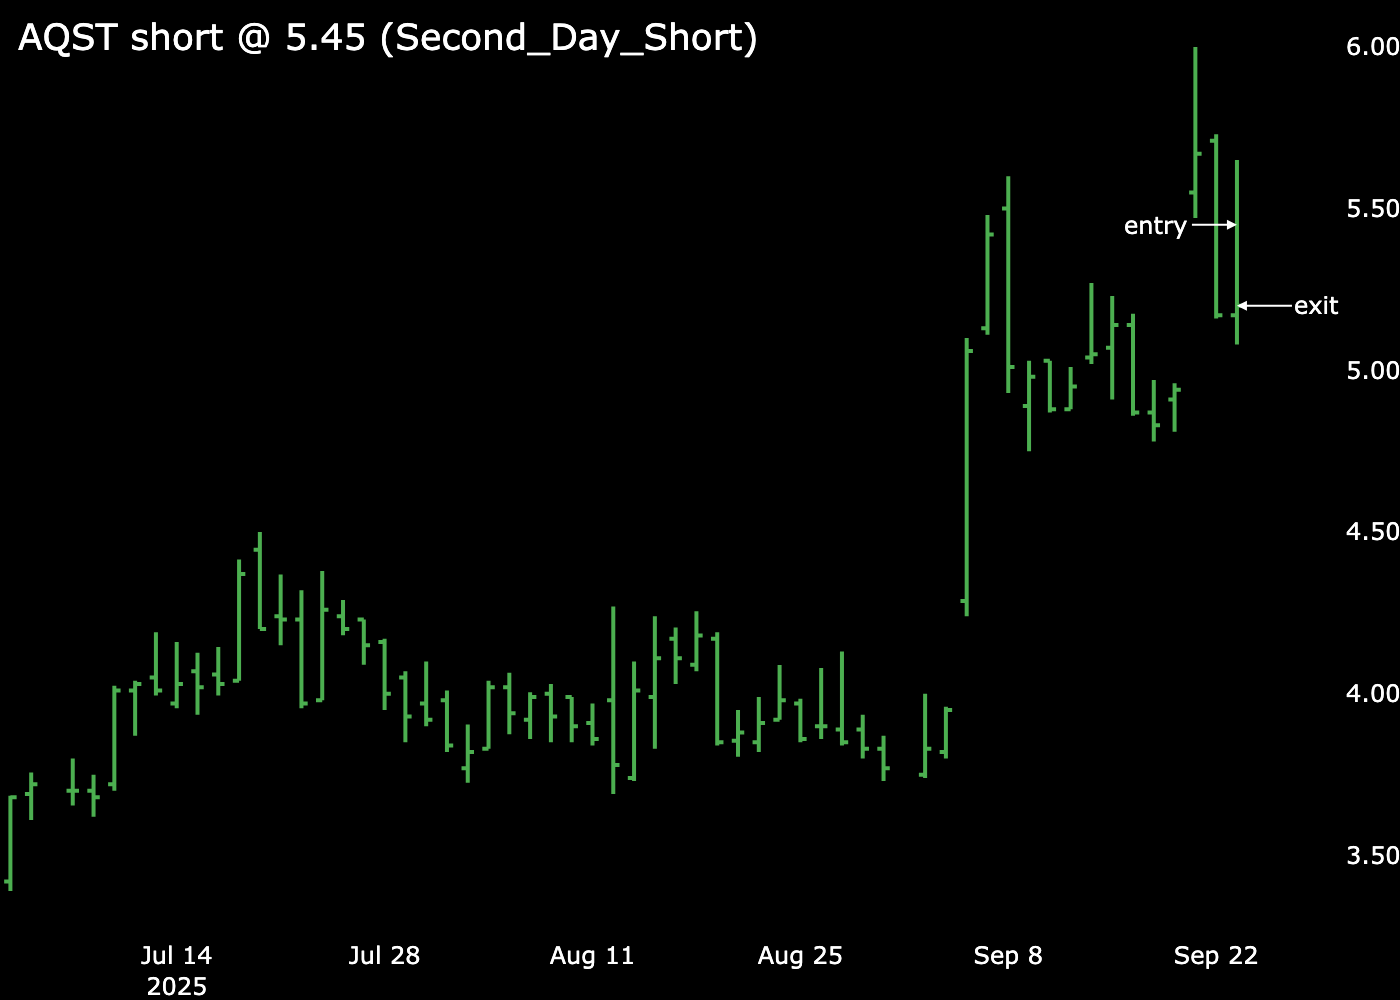 AQST short @ 5.45 (Second_Day_Short)
6.00
5.50
entry
exit
5.00
4.50
4.00
3.50
Jul 14
2025
Jul 28
Aug 11
Aug 25
Sep 8
Sep 22